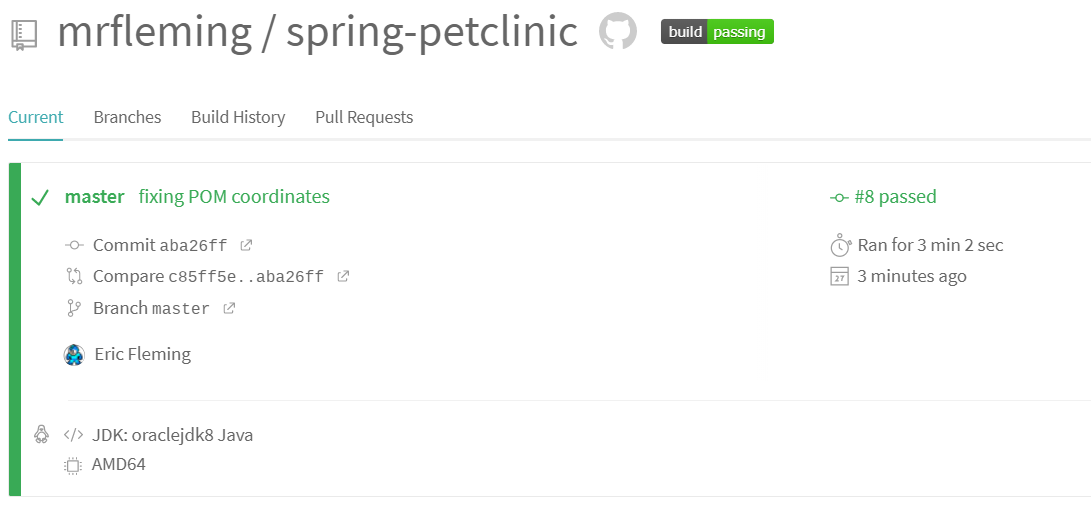 mrfleming / spring-petclinic build passing
Current Branches Build History Pull Requests
master fixing POM coordinates #8 passed
Commit aba26ff Ran for 3 min 2 sec
Compare c85ff5e..aba26ff 27 3 minutes ago
Branch master
Eric Fleming
</> JDK: oraclejdk8 Java
AMD64